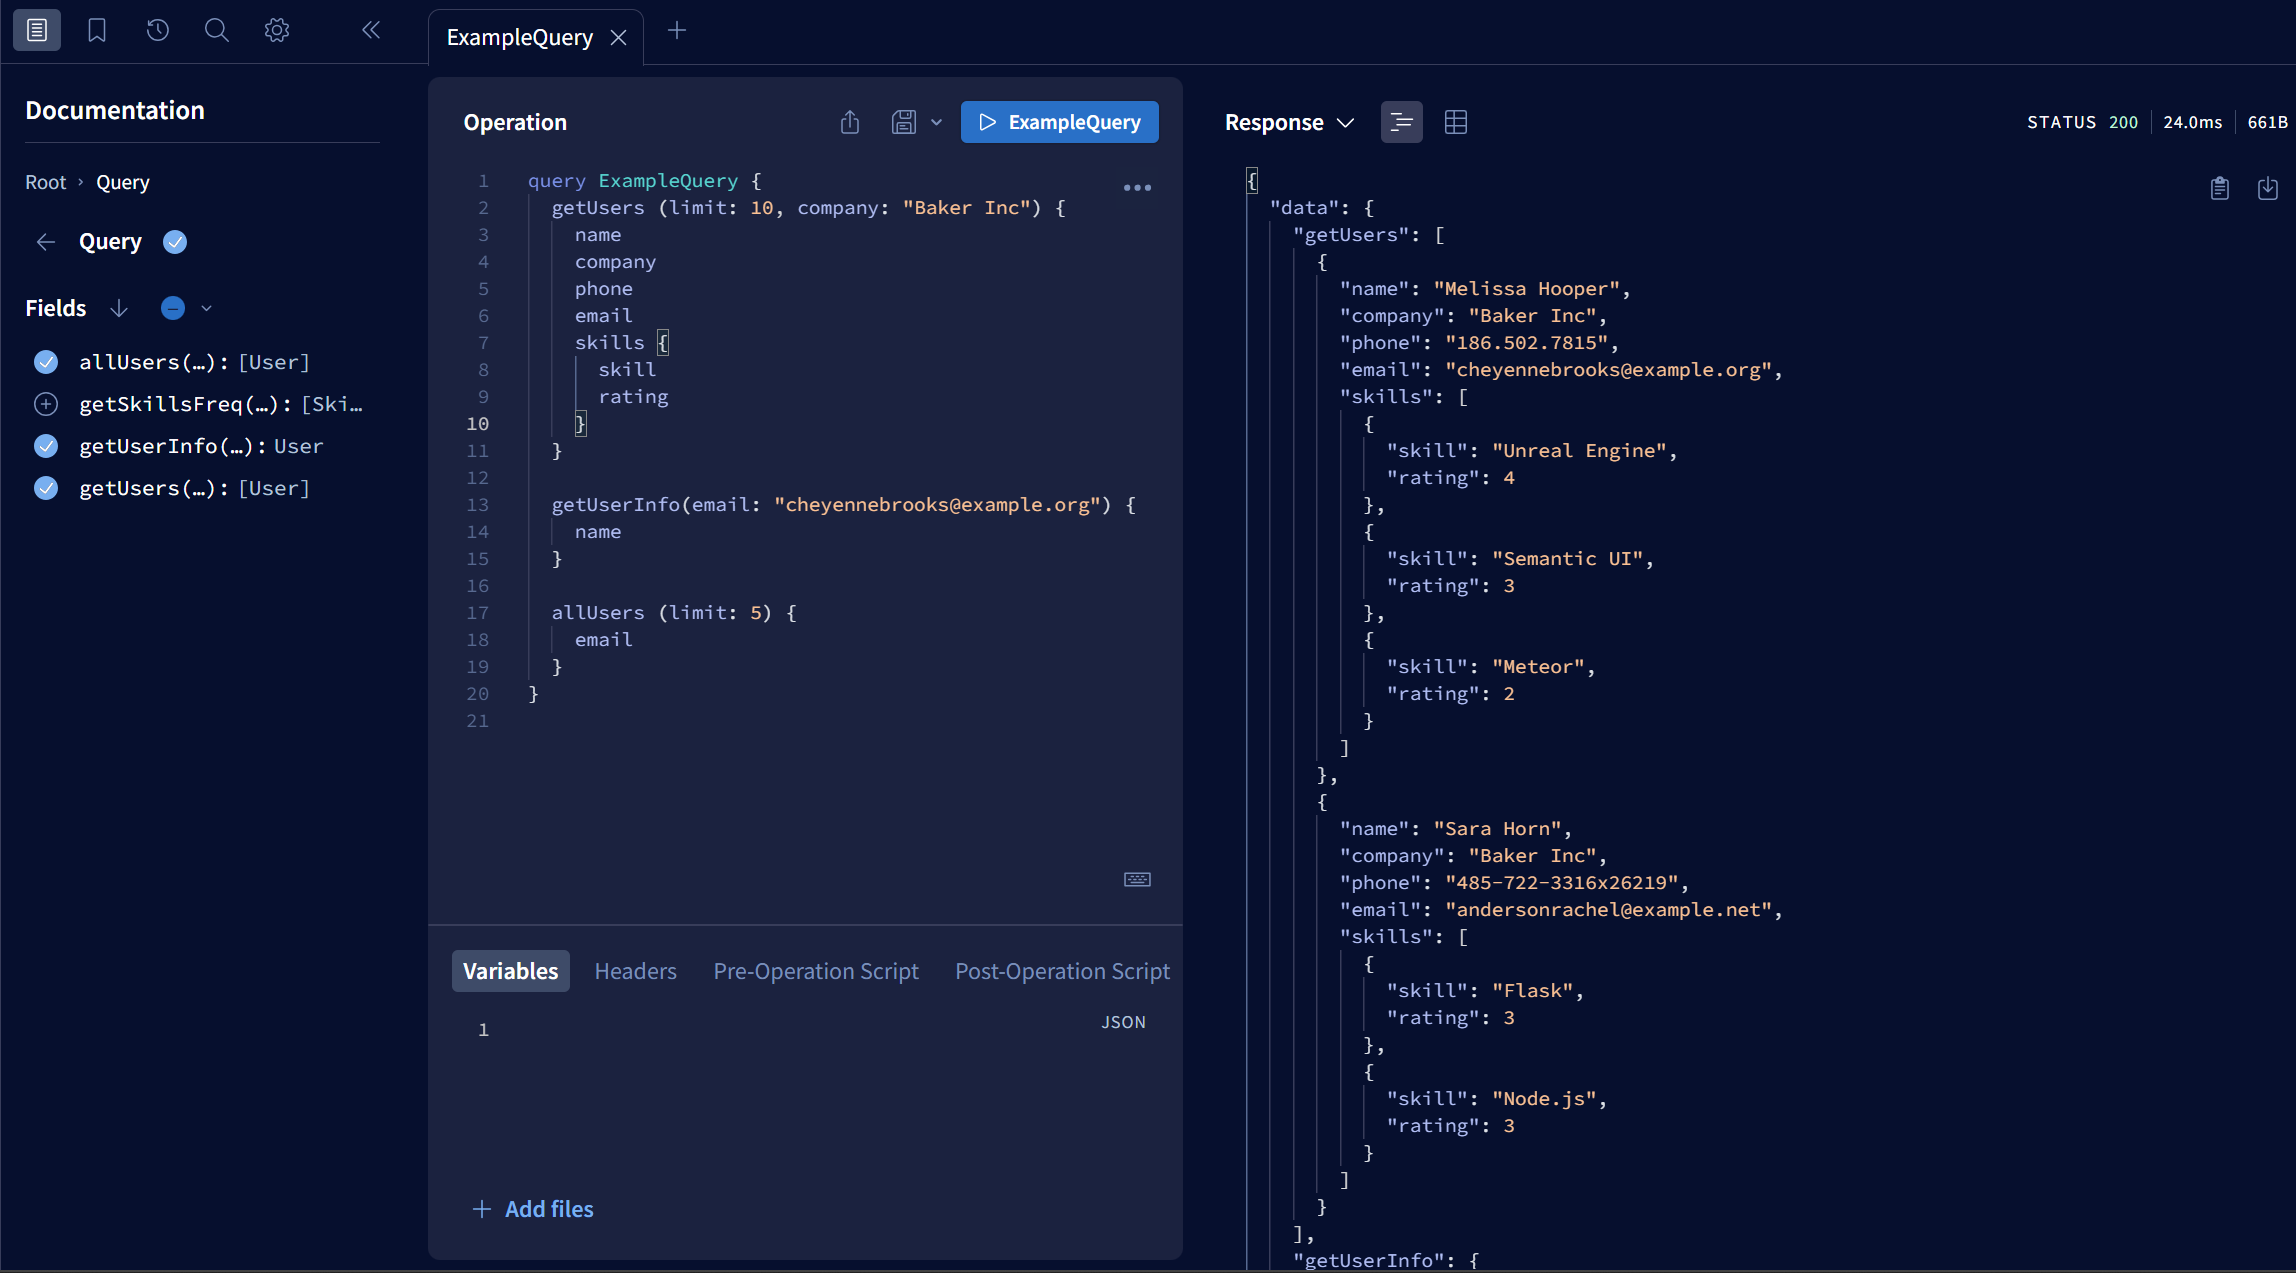 ExampleQuery
Documentation
Root › Query
Query
Fields
allUsers(…): [User]
getSkillsFreq(…): [Ski…
getUserInfo(…): User
getUsers(…): [User]
Operation
ExampleQuery
1 query ExampleQuery {
2 getUsers (limit: 10, company: "Baker Inc") {
3 name
4 company
5 phone
6 email
7 skills {
8 skill
9 rating
10 }
11 }
12
13 getUserInfo(email: "cheyennebrooks@example.org") {
14 name
15 }
16
17 allUsers (limit: 5) {
18 email
19 }
20 }
21
Variables Headers Pre-Operation Script Post-Operation Script
1 JSON
Add files
Response
STATUS 200 24.0ms 661B
{
"data": {
"getUsers": [
{
"name": "Melissa Hooper",
"company": "Baker Inc",
"phone": "186.502.7815",
"email": "cheyennebrooks@example.org",
"skills": [
{
"skill": "Unreal Engine",
"rating": 4
},
{
"skill": "Semantic UI",
"rating": 3
},
{
"skill": "Meteor",
"rating": 2
}
]
},
{
"name": "Sara Horn",
"company": "Baker Inc",
"phone": "485-722-3316x26219",
"email": "andersonrachel@example.net",
"skills": [
{
"skill": "Flask",
"rating": 3
},
{
"skill": "Node.js",
"rating": 3
}
]
}
],
"getUserInfo": {